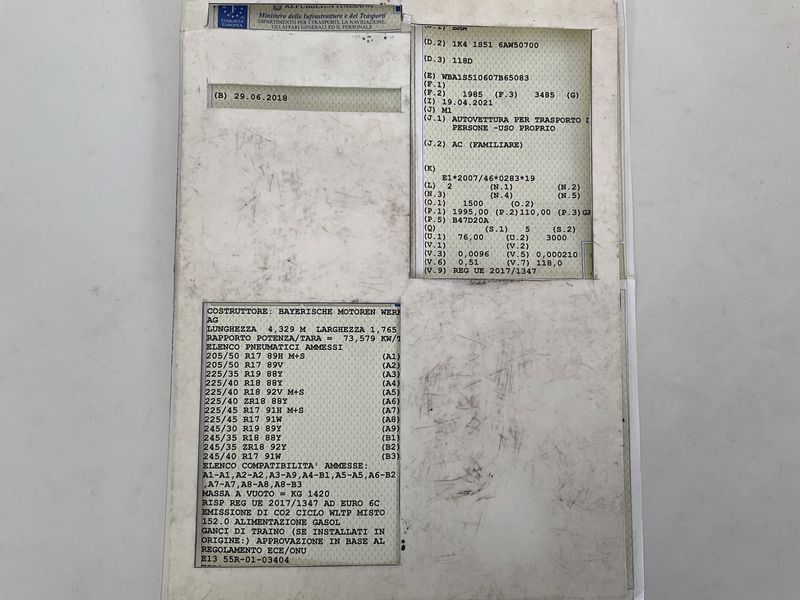 REPUBBLICA ITALIANA
COMUNITÀ
EUROPEA
Ministero delle Infrastrutture e dei Trasporti
DIPARTIMENTO PER I TRASPORTI, LA NAVIGAZIONE,
GLI AFFARI GENERALI ED IL PERSONALE
(B) 29.06.2018
(D.2) 1K4 1S51 6AW50700
(D.3) 118D
(E) WBA1S510607B65083
(F.1)
(F.2) 1985 (F.3) 3485 (G)
(I) 19.04.2021
(J) M1
(J.1) AUTOVETTURA PER TRASPORTO
PERSONE -USO PROPRIO
(J.2) AC (FAMILIARE)
(K)
E1*2007/46*0283*19
(L) 2 (N.1) (N.2)
(N.3) (N.4) (N.5)
(O.1) 1500 (O.2)
(P.1) 1995,00 (P.2)110,00 (P.3)
(P.5) B47D20A
(Q) (S.1) 5 (S.2)
(U.1) 76,00 (U.2) 3000
(V.1) (V.2)
(V.3) 0,0096 (V.5) 0,000210
(V.6) 0,51 (V.7) 118,0
(V.9) REG UE 2017/1347
COSTRUTTORE: BAYERISCHE MOTOREN WER
AG
LUNGHEZZA 4,329 M LARGHEZZA 1,765
RAPPORTO POTENZA/TARA = 73,579 KW/T
ELENCO PNEUMATICI AMMESSI
205/50 R17 89H M+S (A1)
205/50 R17 89V (A2)
225/35 R19 88Y (A3)
225/40 R18 88Y (A4)
225/40 R18 92V M+S (A5)
225/40 ZR18 88Y (A6)
225/45 R17 91H M+S (A7)
225/45 R17 91W (A8)
245/30 R19 89Y (A9)
245/35 R18 88Y (B1)
245/35 ZR18 92Y (B2)
245/40 R17 91W (B3)
ELENCO COMPATIBILITA' AMMESSE:
A1-A1,A2-A2,A3-A9,A4-B1,A5-A5,A6-B2
,A7-A7,A8-A8,A8-B3
MASSA A VUOTO = KG 1420
RISP REG UE 2017/1347 AD EURO 6C
EMISSIONE DI CO2 CICLO WLTP MISTO
152.0 ALIMENTAZIONE GASOL
GANCI DI TRAINO (SE INSTALLATI IN
ORIGINE:) APPROVAZIONE IN BASE AL
REGOLAMENTO ECE/ONU
E13 55R-01-03404